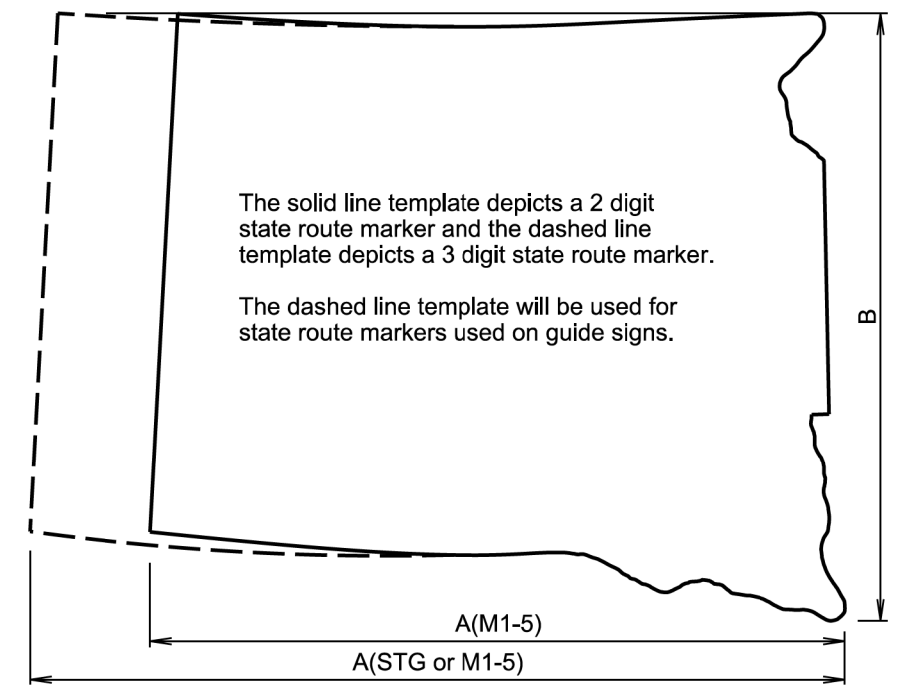 The solid line template depicts a 2 digit
state route marker and the dashed line
template depicts a 3 digit state route marker.
The dashed line template will be used for
state route markers used on guide signs.
B
A(M1-5)
A(STG or M1-5)